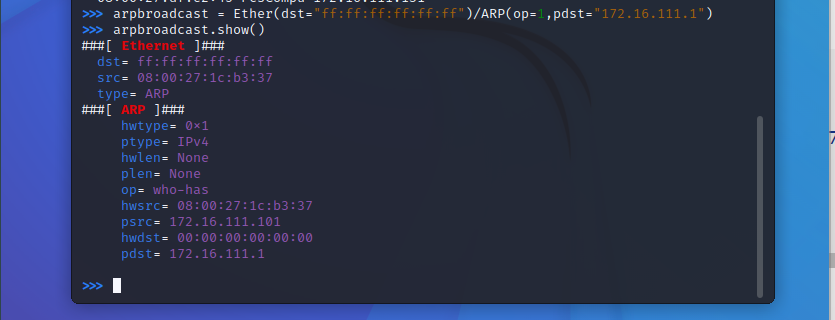 >>> arpbroadcast = Ether(dst="ff:ff:ff:ff:ff:ff")/ARP(op=1,pdst="172.16.111.1")
>>> arpbroadcast.show()
###[ Ethernet ]###
  dst= ff:ff:ff:ff:ff:ff
  src= 08:00:27:1c:b3:37
  type= ARP
###[ ARP ]###
     hwtype= 0x1
     ptype= IPv4
     hwlen= None
     plen= None
     op= who-has
     hwsrc= 08:00:27:1c:b3:37
     psrc= 172.16.111.101
     hwdst= 00:00:00:00:00:00
     pdst= 172.16.111.1
>>>